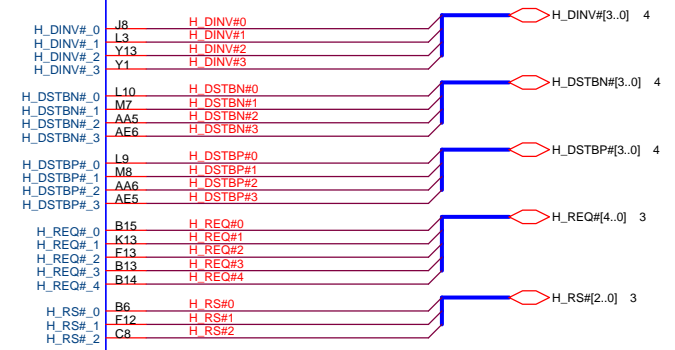 H_DINV#_0 J8 H_DINV#0 H_DINV#[3..0] 4
H_DINV#_1 L3 H_DINV#1
H_DINV#_2 Y13 H_DINV#2
H_DINV#_3 Y1 H_DINV#3
H_DSTBN#_0 L10 H_DSTBN#0 H_DSTBN#[3..0] 4
H_DSTBN#_1 M7 H_DSTBN#1
H_DSTBN#_2 AA5 H_DSTBN#2
H_DSTBN#_3 AE6 H_DSTBN#3
H_DSTBP#_0 L9 H_DSTBP#0 H_DSTBP#[3..0] 4
H_DSTBP#_1 M8 H_DSTBP#1
H_DSTBP#_2 AA6 H_DSTBP#2
H_DSTBP#_3 AE5 H_DSTBP#3
H_REQ#_0 B15 H_REQ#0 H_REQ#[4..0] 3
H_REQ#_1 K13 H_REQ#1
H_REQ#_2 F13 H_REQ#2
H_REQ#_3 B13 H_REQ#3
H_REQ#_4 B14 H_REQ#4
H_RS#_0 B6 H_RS#0 H_RS#[2..0] 3
H_RS#_1 F12 H_RS#1
H_RS#_2 C8 H_RS#2